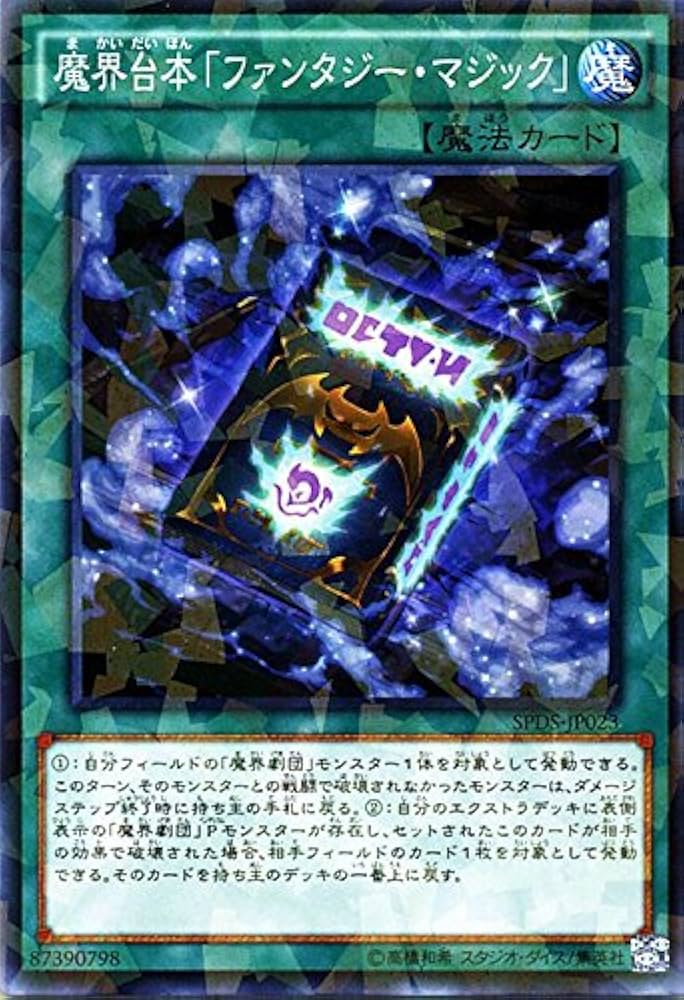 魔界台本「ファンタジー・マジック」
魔
【魔法カード】
SPDS-JP023
①:自分フィールドの「魔界劇団」モンスター1体を対象として発動できる。
このターン、そのモンスターとの戦闘で破壊されなかったモンスターは、ダメージ
ステップ終了時に持ち主の手札に戻る。②:自分のエクストラデッキに表側
表示の「魔界劇団」Pモンスターが存在し、セットされたこのカードが相手
の効果で破壊された場合、相手フィールドのカード1枚を対象として発動
できる。そのカードを持ち主のデッキの一番上に戻す。
87390798
©高橋和希 スタジオ・ダイス/集英社